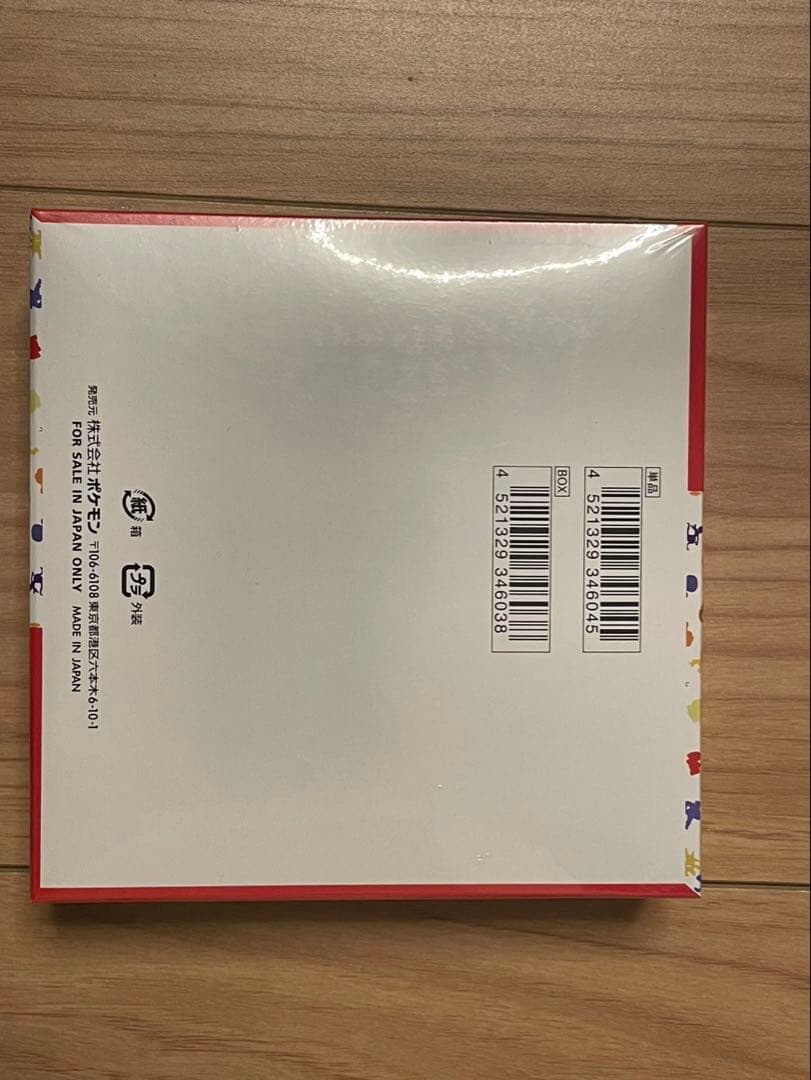 単品
4 521329 346045
BOX
4 521329 346038
紙 箱
プラ 外装
発売元 株式会社 ポケモン 〒106-6108 東京都港区六本木6-10-1
FOR SALE IN JAPAN ONLY MADE IN JAPAN